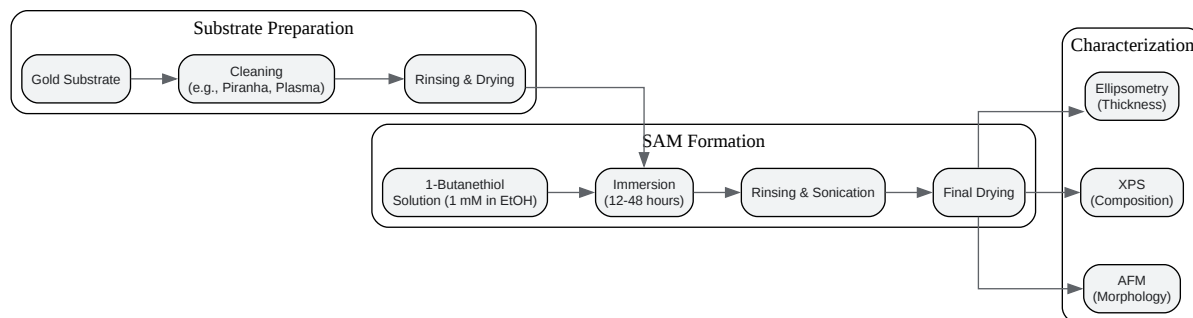 Substrate Preparation
Gold Substrate
Cleaning
(e.g., Piranha, Plasma)
Rinsing & Drying
SAM Formation
1-Butanethiol
Solution (1 mM in EtOH)
Immersion
(12-48 hours)
Rinsing & Sonication
Final Drying
Characterization
Ellipsometry
(Thickness)
XPS
(Composition)
AFM
(Morphology)